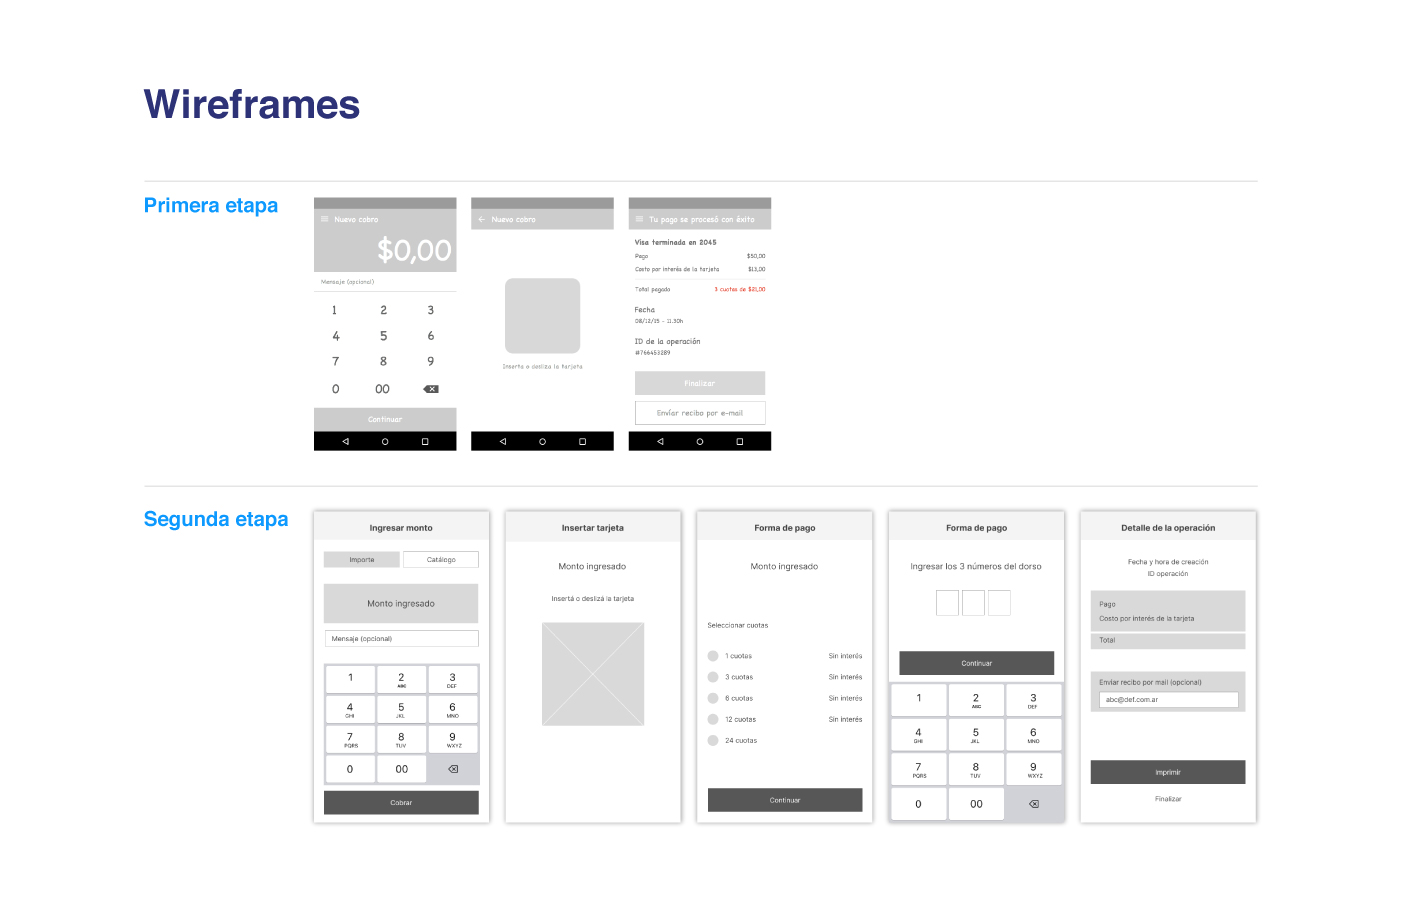 Wireframes
Primera etapa
Nuevo cobro
$0,00
Mensaje (opcional)
1 2 3
4 5 6
7 8 9
0 00
Continuar
Nuevo cobro
Inserta o desliza la tarjeta
Tu pago se procesó con éxito
Visa terminada en 2045
Pago $50,00
Costo por interés de la tarjeta $13,00
Total pagado 3 cuotas de $21,00
Fecha
08/12/15 - 11.30h
ID de la operación
#766453289
Finalizar
Envíar recibo por e-mail
Segunda etapa
Ingresar monto
Importe Catálogo
Monto ingresado
Mensaje (opcional)
1 2 3
ABC DEF
4 5 6
GHI JKL MNO
7 8 9
PQRS TUV WXYZ
0 00
Cobrar
Insertar tarjeta
Monto ingresado
Insertá o deslizá la tarjeta
Forma de pago
Monto ingresado
Seleccionar cuotas
1 cuotas Sin interés
3 cuotas Sin interés
6 cuotas Sin interés
12 cuotas Sin interés
24 cuotas
Continuar
Forma de pago
Ingresar los 3 números del dorso
Continuar
1 2 3
ABC DEF
4 5 6
GHI JKL MNO
7 8 9
PQRS TUV WXYZ
0 00
Detalle de la operación
Fecha y hora de creación
ID operación
Pago
Costo por interés de la tarjeta
Total
Enviar recibo por mail (opcional)
abc@def.com.ar
Imprimir
Finalizar